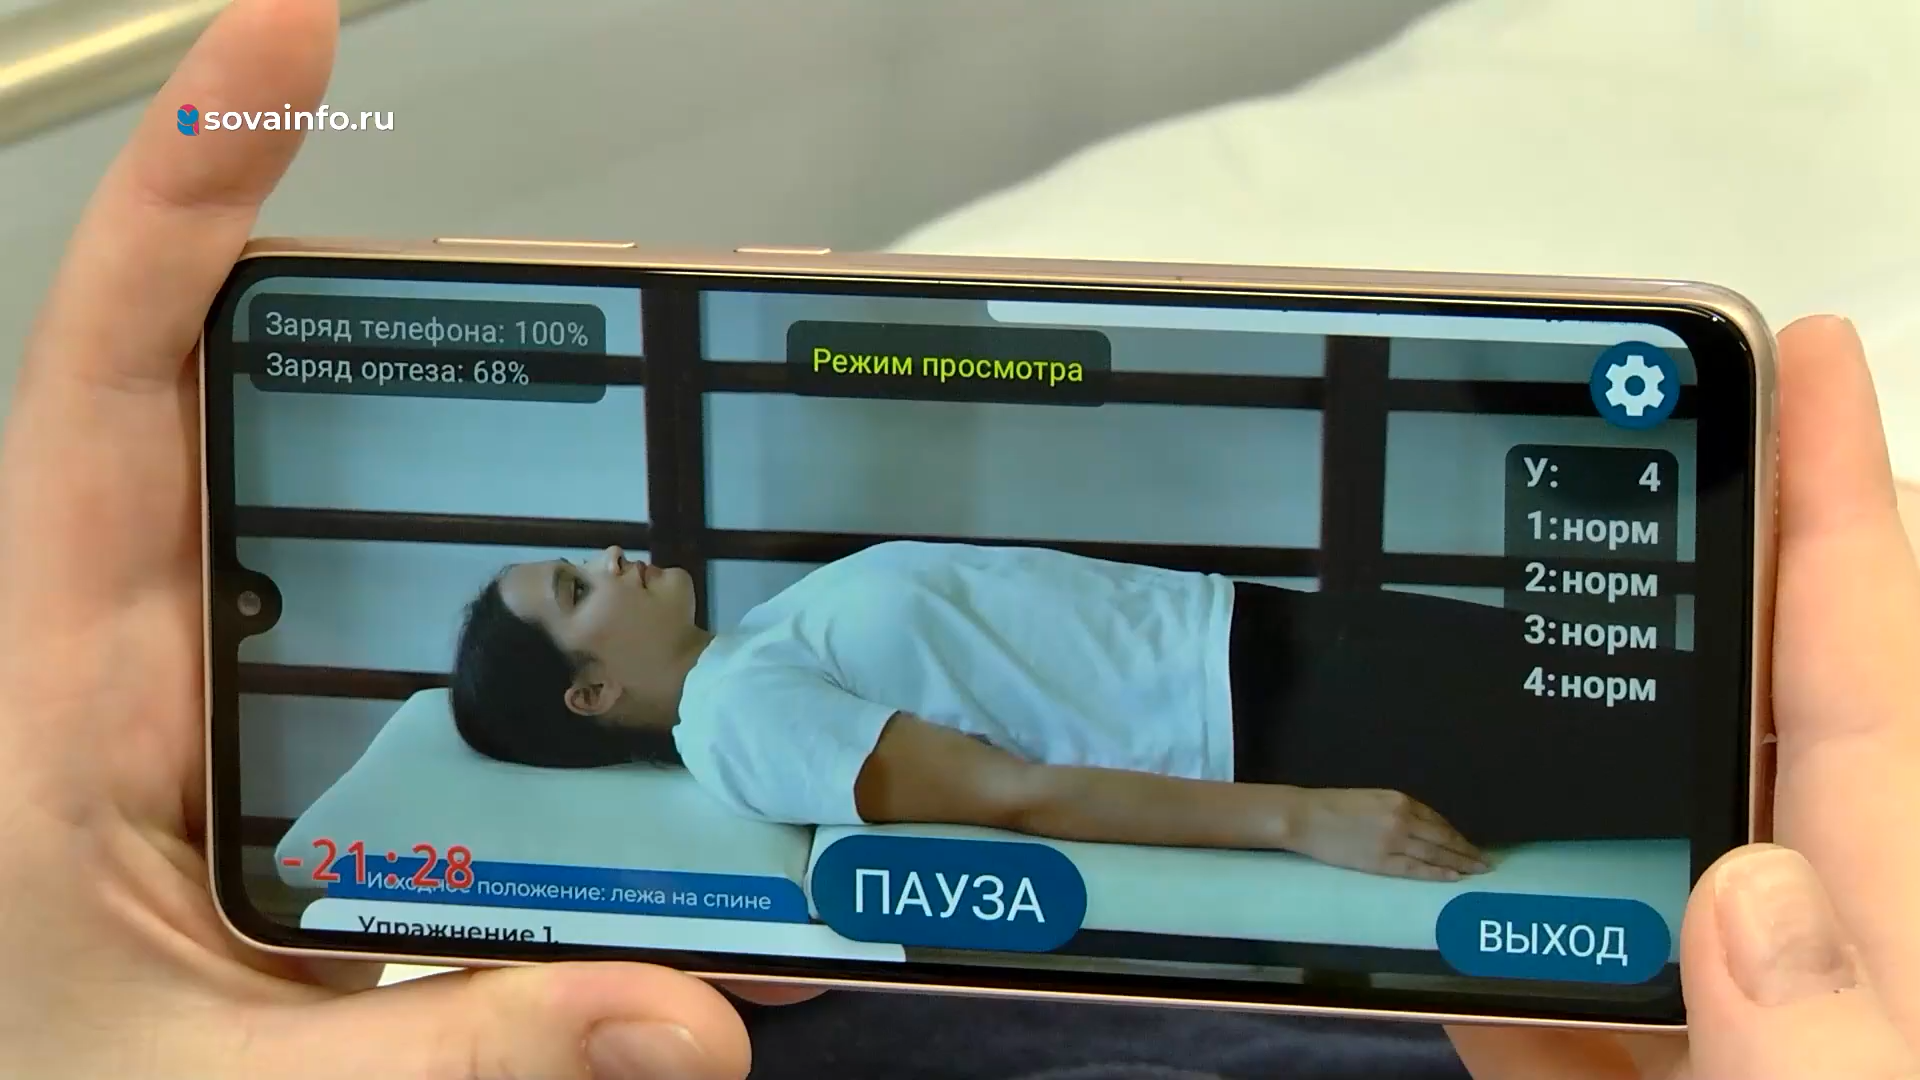 sovainfo.ru
Заряд телефона: 100%
Заряд ортеза: 68%
Режим просмотра
У: 4
1:норм
2:норм
3:норм
4:норм
-21:28
Исходное положение: лежа на спине
Упражнение 1.
ПАУЗА
ВЫХОД